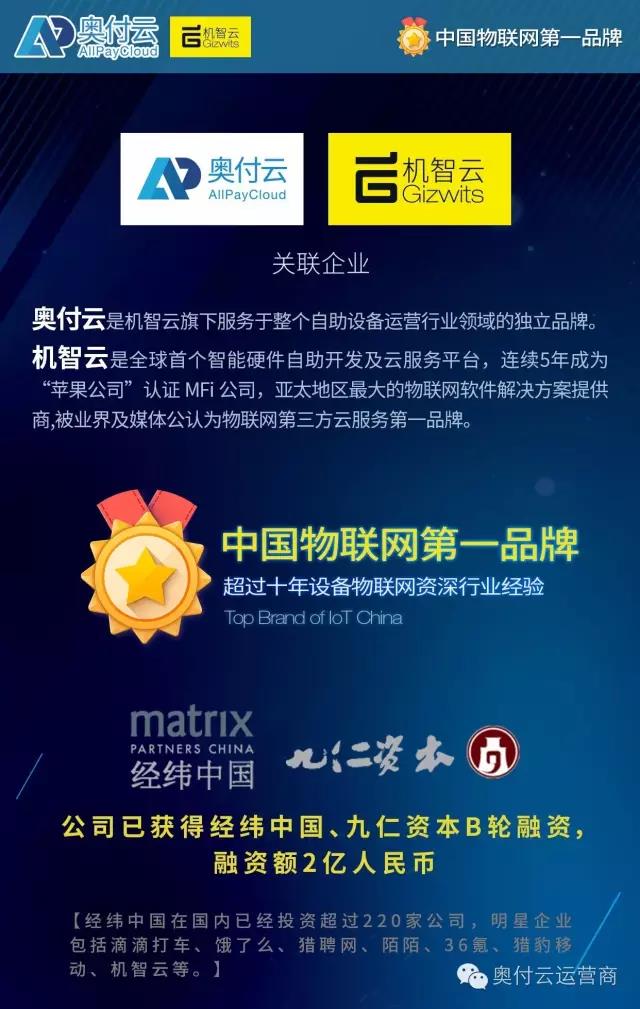 奥付云
AllPayCloud
机智云
Gizwits
中国物联网第一品牌
奥付云
AllPayCloud
机智云
Gizwits
关联企业
奥付云是机智云旗下服务于整个自助设备运营行业领域的独立品牌。
机智云是全球首个智能硬件自助开发及云服务平台，连续5年成为
“苹果公司”认证 MFi 公司，亚太地区最大的物联网软件解决方案提供
商,被业界及媒体公认为物联网第三方云服务第一品牌。
中国物联网第一品牌
超过十年设备物联网资深行业经验
Top Brand of IoT China
matrix
PARTNERS CHINA
经纬中国
九仁资本
公司已获得经纬中国、九仁资本B轮融资，
融资额2亿人民币
【经纬中国在国内已经投资超过220家公司，明星企业
包括滴滴打车、饿了么、猎聘网、陌陌、36氪、猎豹移
动、机智云等。】
奥付云运营商